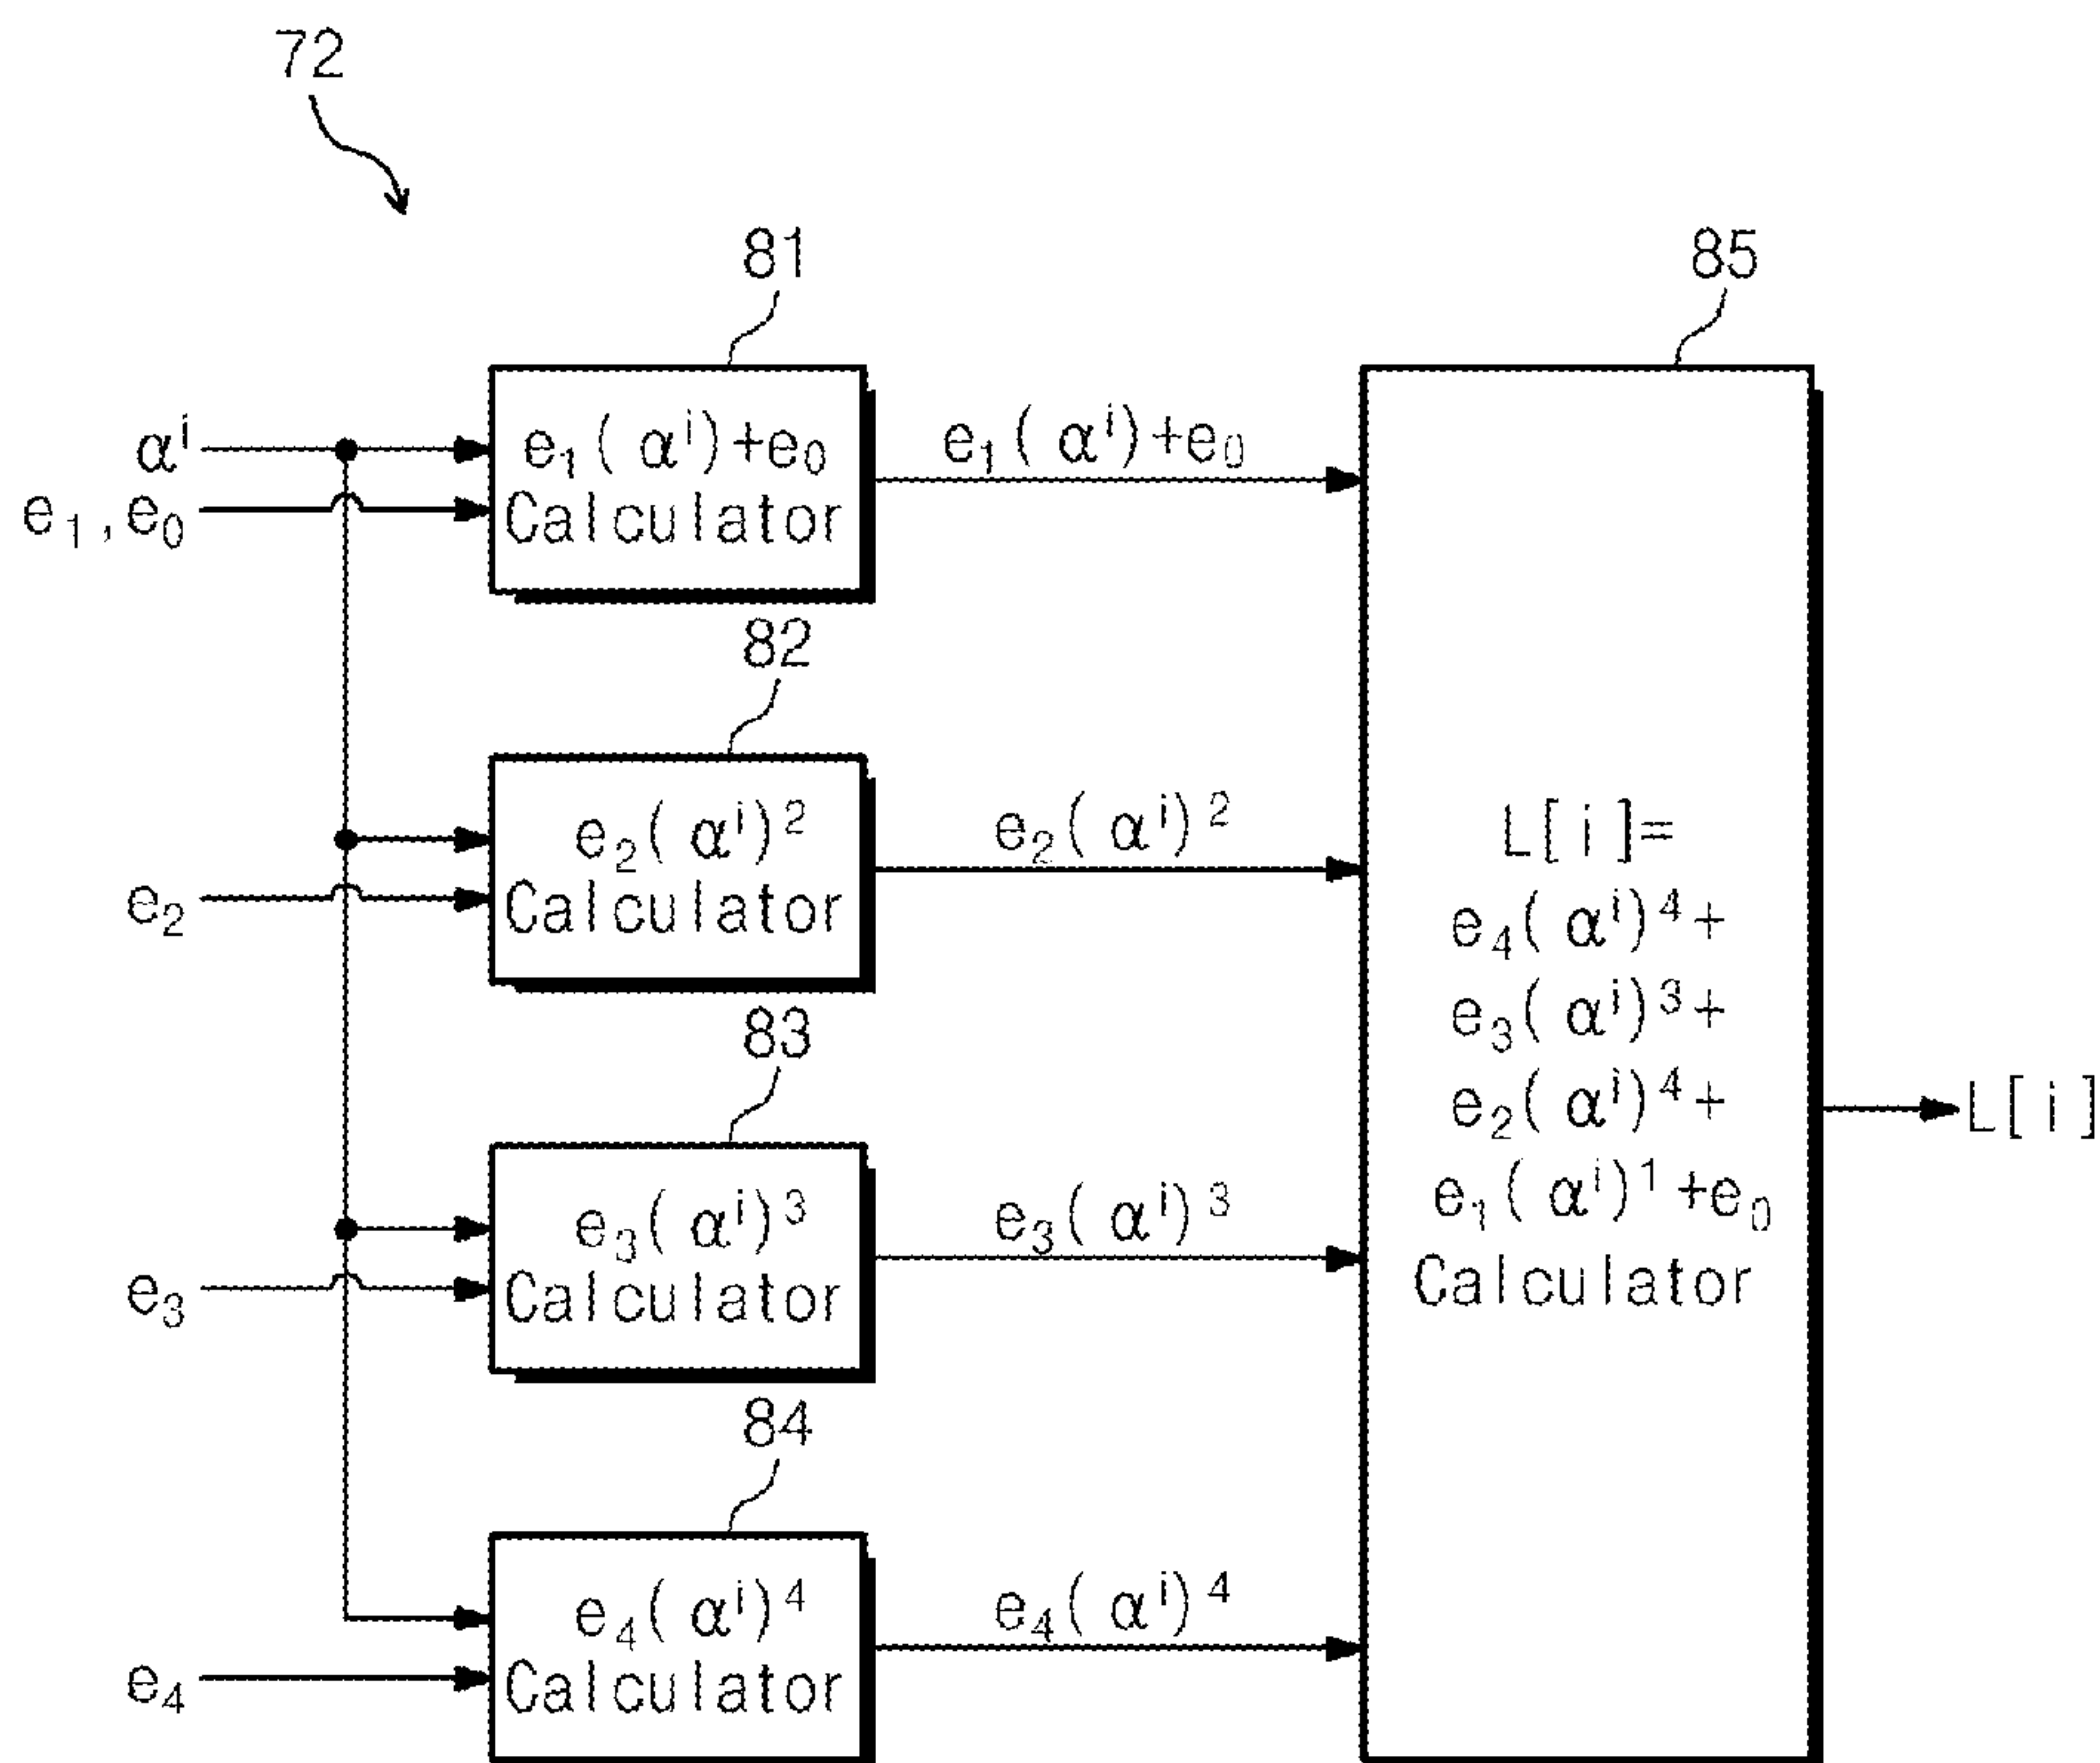 72
81
85
αⁱ
e₁(αⁱ)+e₀
Calculator
e₁(αⁱ)+e₀
e₁,e₀
82
e₂(αⁱ)²
Calculator
e₂(αⁱ)²
e₂
83
e₃(αⁱ)³
Calculator
e₃(αⁱ)³
e₃
84
e₄(αⁱ)⁴
Calculator
e₄(αⁱ)⁴
e₄
L[i]=
e₄(αⁱ)⁴+
e₃(αⁱ)³+
e₂(αⁱ)⁴+
e₁(αⁱ)¹+e₀
Calculator
L[i]